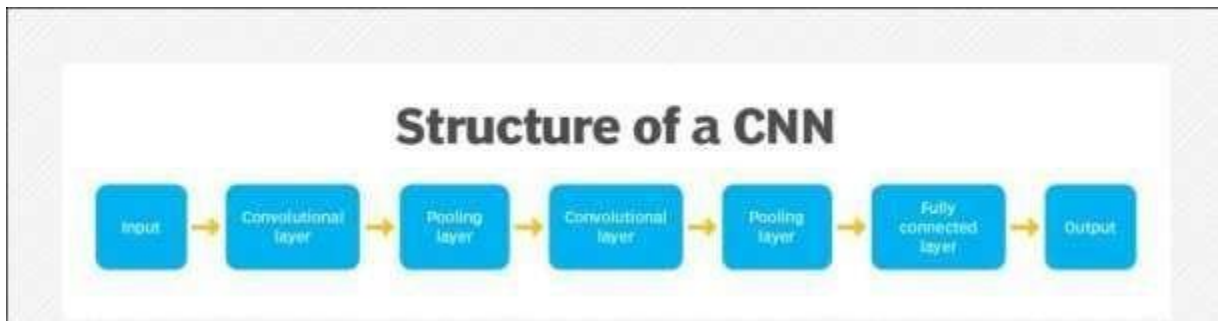 Structure of a CNN
Input
Convolutional
layer
Pooling
layer
Convolutional
layer
Pooling
layer
Fully
connected
layer
Output